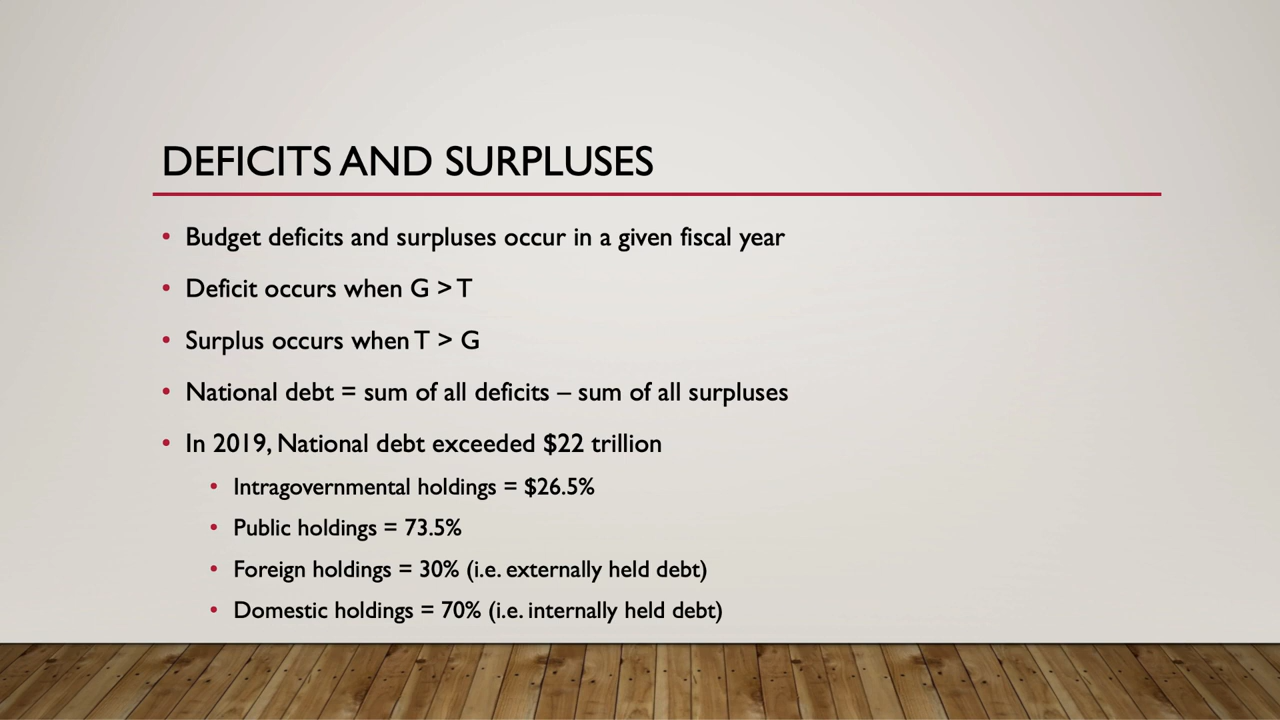 DEFICITS AND SURPLUSES
• Budget deficits and surpluses occur in a given fiscal year
• Deficit occurs when G > T
• Surplus occurs when T > G
• National debt = sum of all deficits – sum of all surpluses
• In 2019, National debt exceeded $22 trillion
• Intragovernmental holdings = $26.5%
• Public holdings = 73.5%
• Foreign holdings = 30% (i.e. externally held debt)
• Domestic holdings = 70% (i.e. internally held debt)